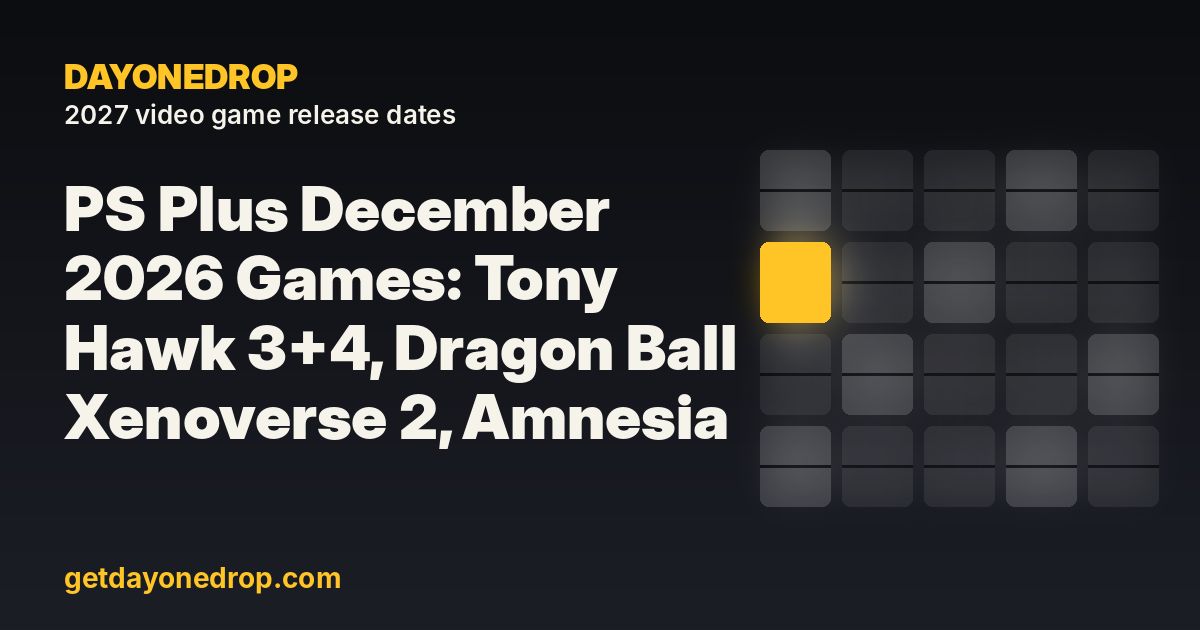 DAYONEDROP
2027 video game release dates
PS Plus December
2026 Games: Tony
Hawk 3+4, Dragon Ball
Xenoverse 2, Amnesia
getdayonedrop.com